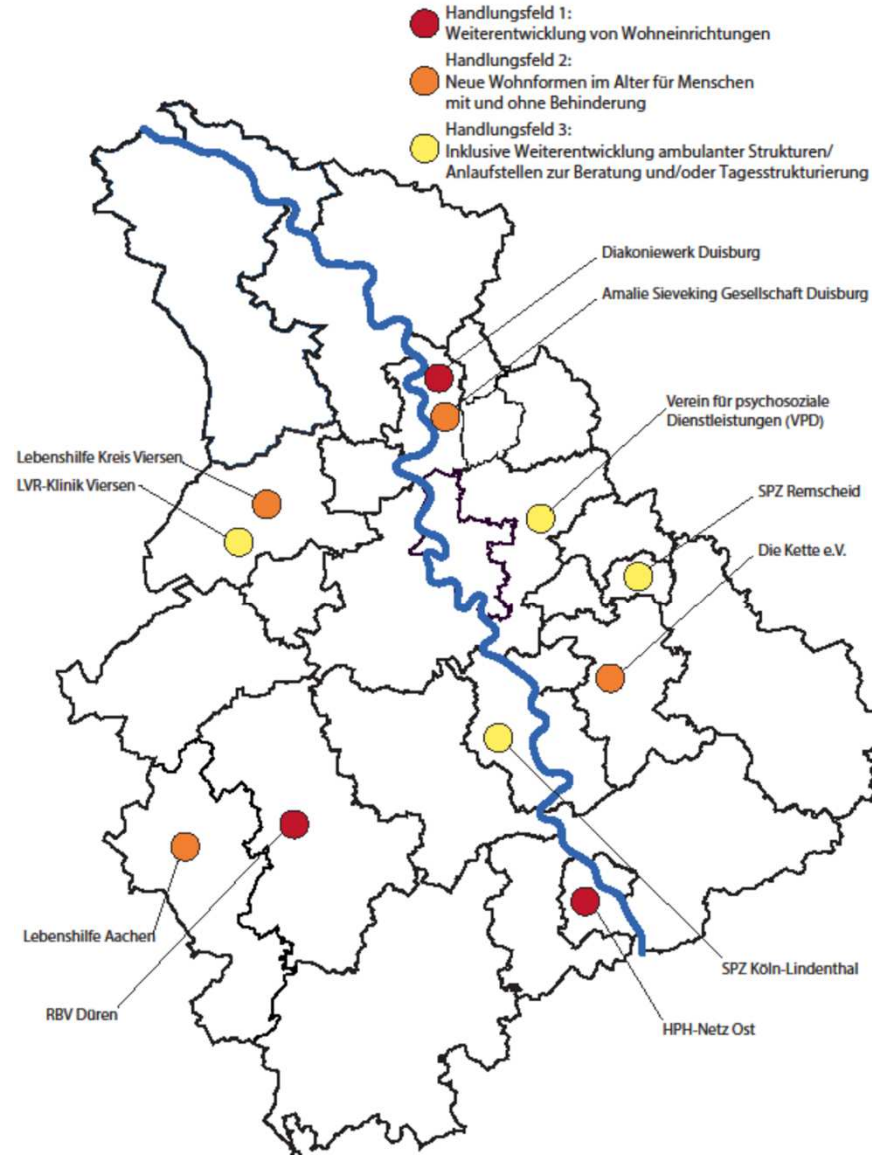 Handlungsfeld 1:
Weiterentwicklung von Wohneinrichtungen
Handlungsfeld 2:
Neue Wohnformen im Alter für Menschen
mit und ohne Behinderung
Handlungsfeld 3:
Inklusive Weiterentwicklung ambulanter Strukturen/
Anlaufstellen zur Beratung und/oder Tagesstrukturierung
Diakoniewerk Duisburg
Amalie Sieveking Gesellschaft Duisburg
Verein für psychosoziale
Dienstleistungen (VPD)
Lebenshilfe Kreis Viersen
LVR-Klinik Viersen
SPZ Remscheid
Die Kette e.V.
Lebenshilfe Aachen
RBV Düren
SPZ Köln-Lindenthal
HPH-Netz Ost